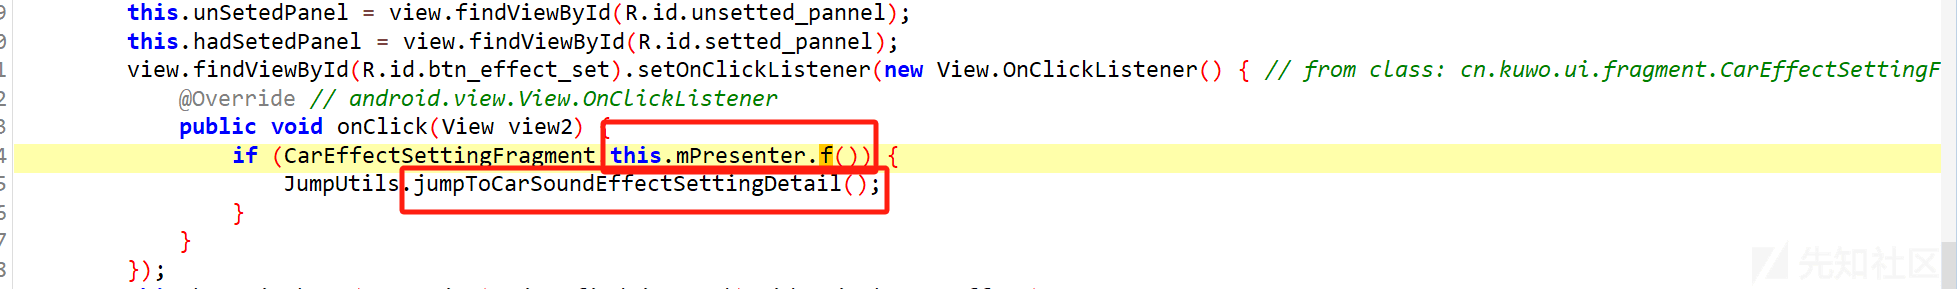 this.unSetedPanel = view.findViewById(R.id.unsetted_pannel);
this.hadSetedPanel = view.findViewById(R.id.setted_pannel);
view.findViewById(R.id.btn_effect_set).setOnClickListener(new View.OnClickListener() { // from class: cn.kuwo.ui.fragment.CarEffectSettingF
@Override // android.view.View.OnClickListener
public void onClick(View view2) {
if (CarEffectSettingFragment.this.mPresenter.f()) {
JumpUtils.jumpToCarSoundEffectSettingDetail();
}
}
});
先知社区